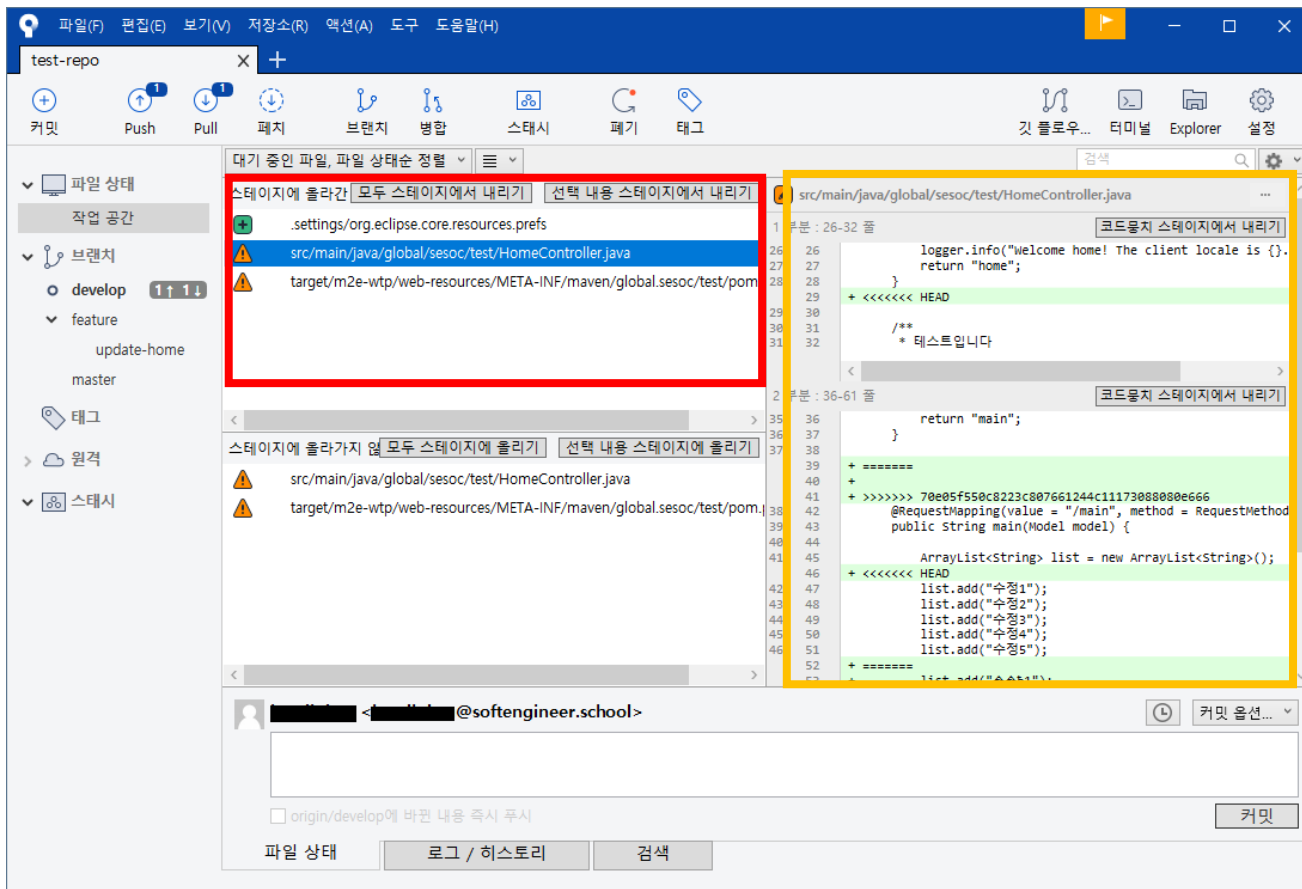 파일(F) 편집(E) 보기(V) 저장소(R) 액션(A) 도구 도움말(H)
test-repo
커밋 Push 1 Pull 1 페치 브랜치 병합 스태시 폐기 태그 깃 플로우... 터미널 Explorer 설정
대기 중인 파일, 파일 상태순 정렬
검색
파일 상태
작업 공간
브랜치
develop 1↑ 1↓
feature
update-home
master
태그
원격
스태시
스테이지에 올라간 모두 스테이지에서 내리기 선택 내용 스테이지에서 내리기
.settings/org.eclipse.core.resources.prefs
src/main/java/global/sesoc/test/HomeController.java
target/m2e-wtp/web-resources/META-INF/maven/global.sesoc/test/pom
스테이지에 올라가지 않 모두 스테이지에 올리기 선택 내용 스테이지에 올리기
src/main/java/global/sesoc/test/HomeController.java
target/m2e-wtp/web-resources/META-INF/maven/global.sesoc/test/pom.
src/main/java/global/sesoc/test/HomeController.java ...
1 부분 : 26-32 줄 코드뭉치 스테이지에서 내리기
26 26 logger.info("Welcome home! The client locale is {}.
27 27 return "home";
28 28 }
29 + <<<<<<< HEAD
29 30
30 31 /**
31 32 * 테스트입니다
2 부분 : 36-61 줄 코드뭉치 스테이지에서 내리기
35 36 return "main";
36 37 }
37 38
39 + =======
40 +
41 + >>>>>>> 70e05f550c8223c807661244c11173088080e666
38 42 @RequestMapping(value = "/main", method = RequestMethod
39 43 public String main(Model model) {
40 44
41 45 ArrayList<String> list = new ArrayList<String>();
46 + <<<<<<< HEAD
42 47 list.add("수정1");
43 48 list.add("수정2");
44 49 list.add("수정3");
45 50 list.add("수정4");
46 51 list.add("수정5");
52 + =======
<@softengineer.school>
커밋 옵션...
origin/develop에 바뀐 내용 즉시 푸시
커밋
파일 상태 로그 / 히스토리 검색